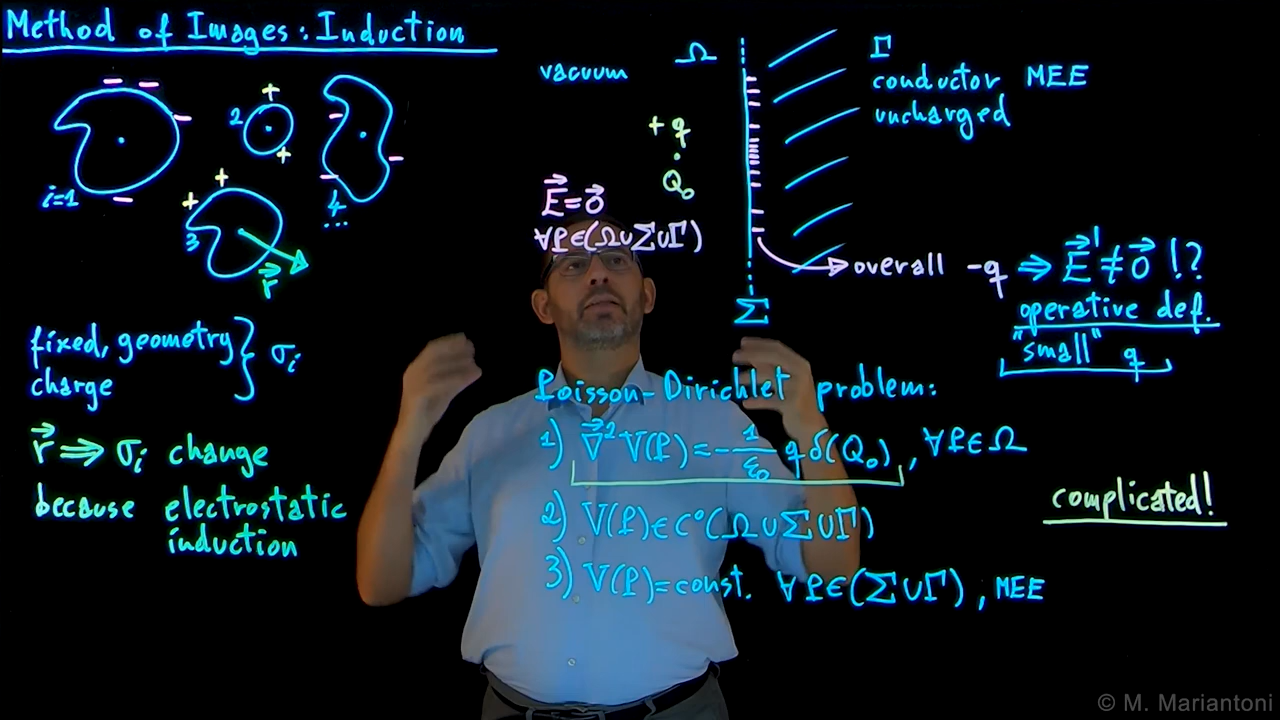 Method of Images: Induction
i=1
2
3
4
...
r⃗
fixed, geometry
charge
} σi
r⃗ ⟹ σi change
because electrostatic
induction
vacuum
Ω
+q
Q₀
E⃗=0⃗
∀P∈(Ω∪Σ∪Γ)
Σ
Γ
conductor MEE
uncharged
overall -q ⟹ E⃗'≠0⃗ !?
operative def.
"small" q
Poisson-Dirichlet problem:
1) ∇⃗² V(P)=-1/ε₀ q δ(Q₀), ∀P∈Ω
2) V(P)∈C⁰(Ω∪Σ∪Γ)
3) V(P)=const. ∀P∈(Σ∪Γ); MEE
complicated!
© M. Mariantoni